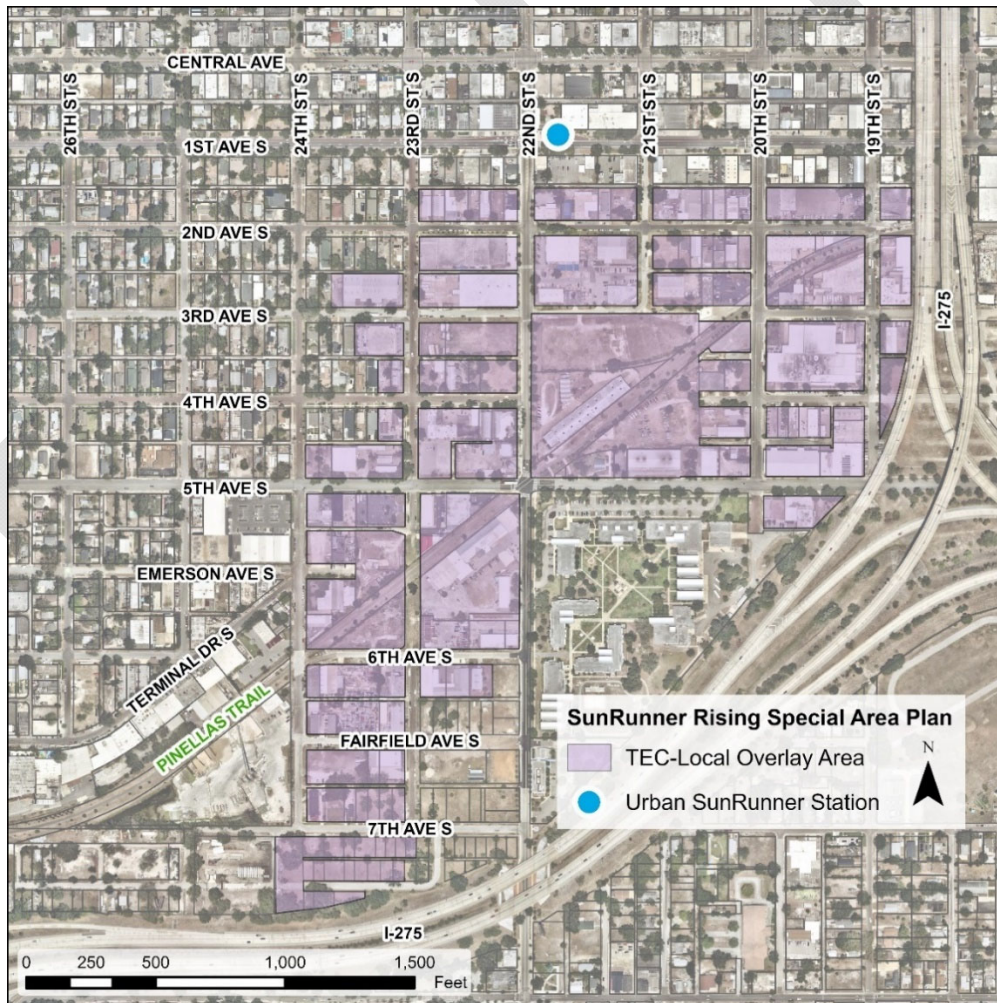 CENTRAL AVE
26TH ST S
24TH ST S
23RD ST S
22ND ST S
21ST ST S
20TH ST S
19TH ST S
1ST AVE S
2ND AVE S
3RD AVE S
I-275
4TH AVE S
5TH AVE S
EMERSON AVE S
TERMINAL DR S
PINELLAS TRAIL
6TH AVE S
FAIRFIELD AVE S
7TH AVE S
SunRunner Rising Special Area Plan
TEC-Local Overlay Area
Urban SunRunner Station
N
I-275
0 250 500 1,000 1,500
Feet